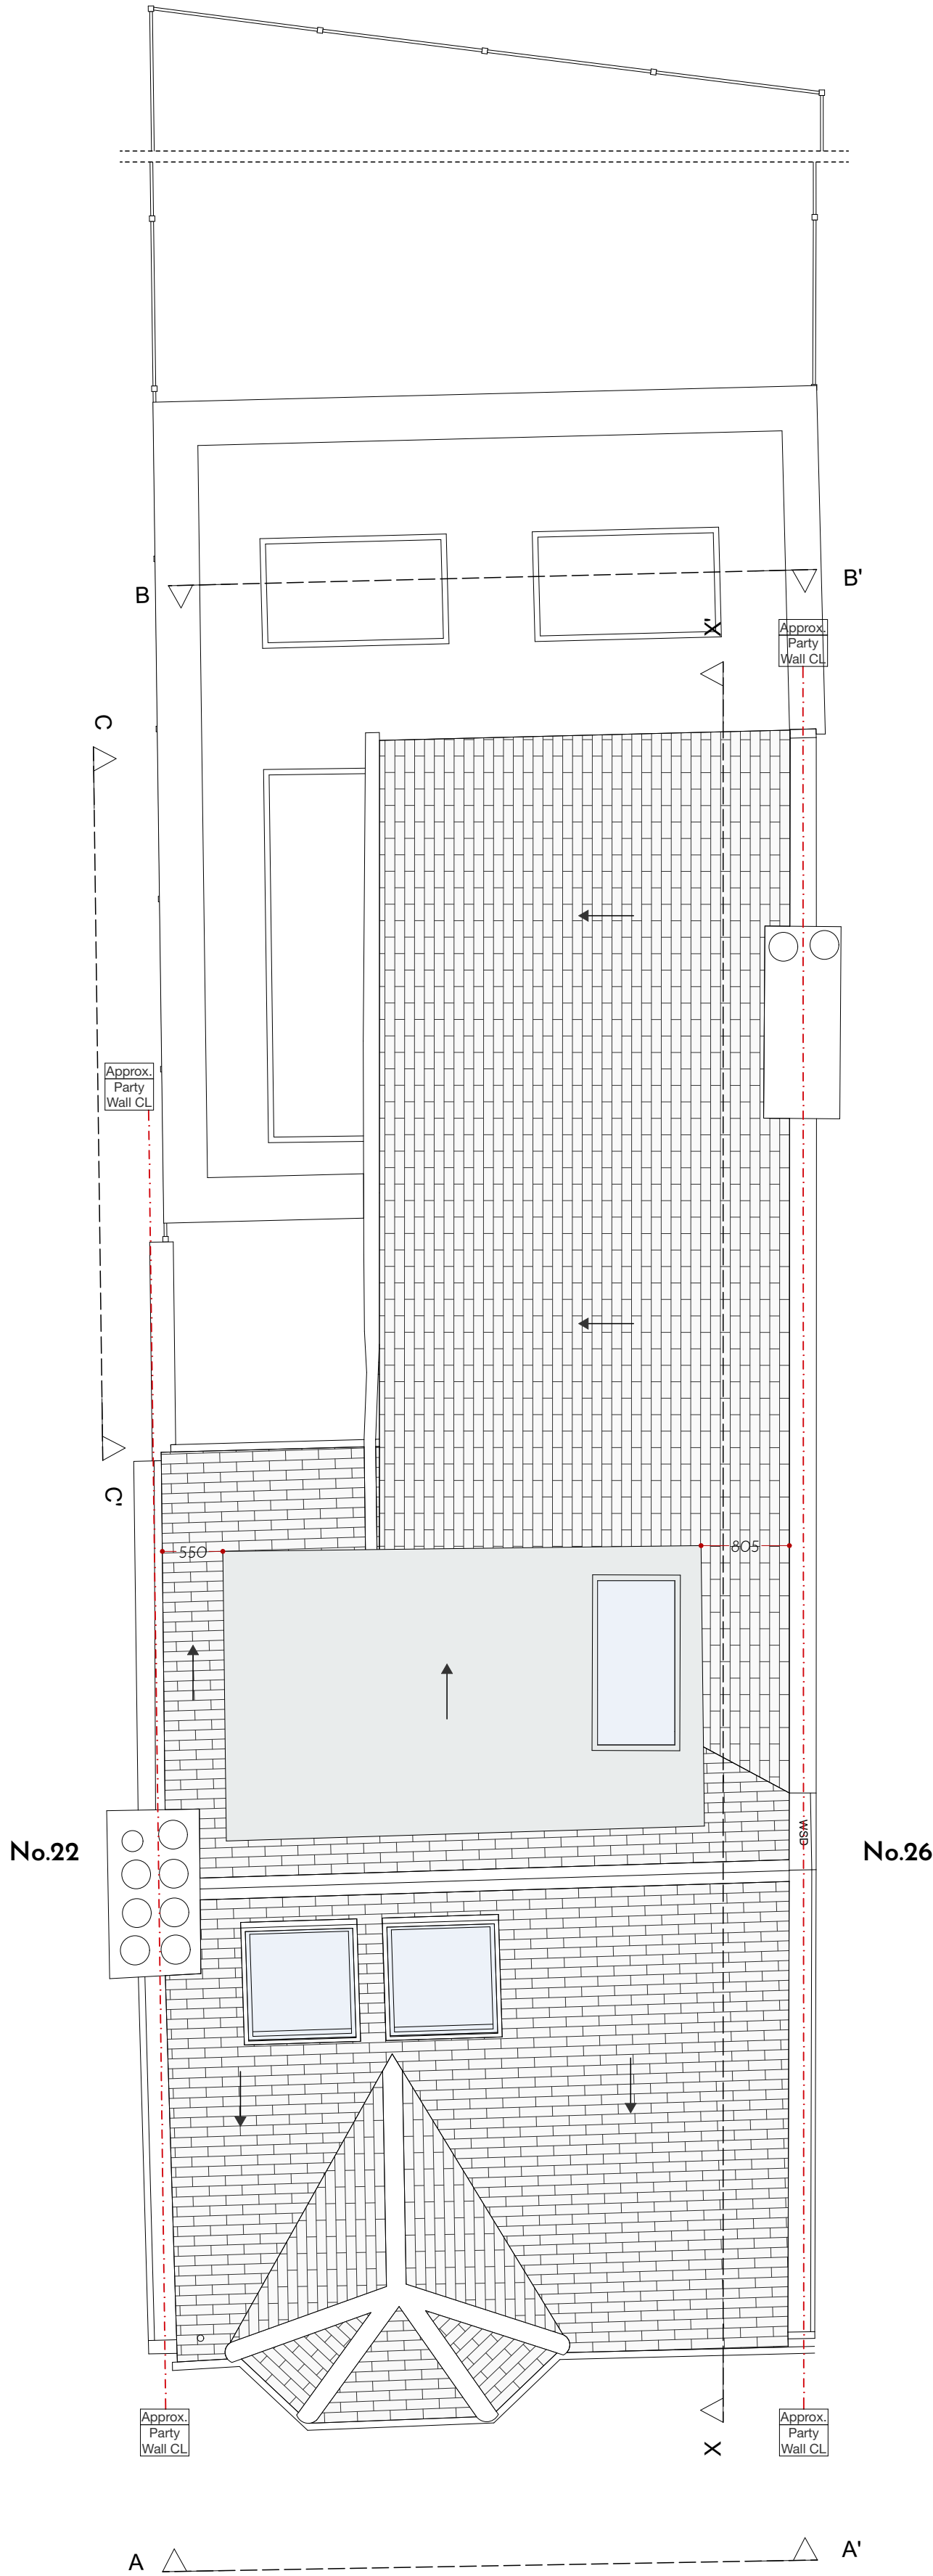 B
B'
X'
Approx.
Party
Wall CL
C
Approx.
Party
Wall CL
C'
550
805
No.22
WSD
No.26
Approx.
Party
Wall CL
X
Approx.
Party
Wall CL
A
A'